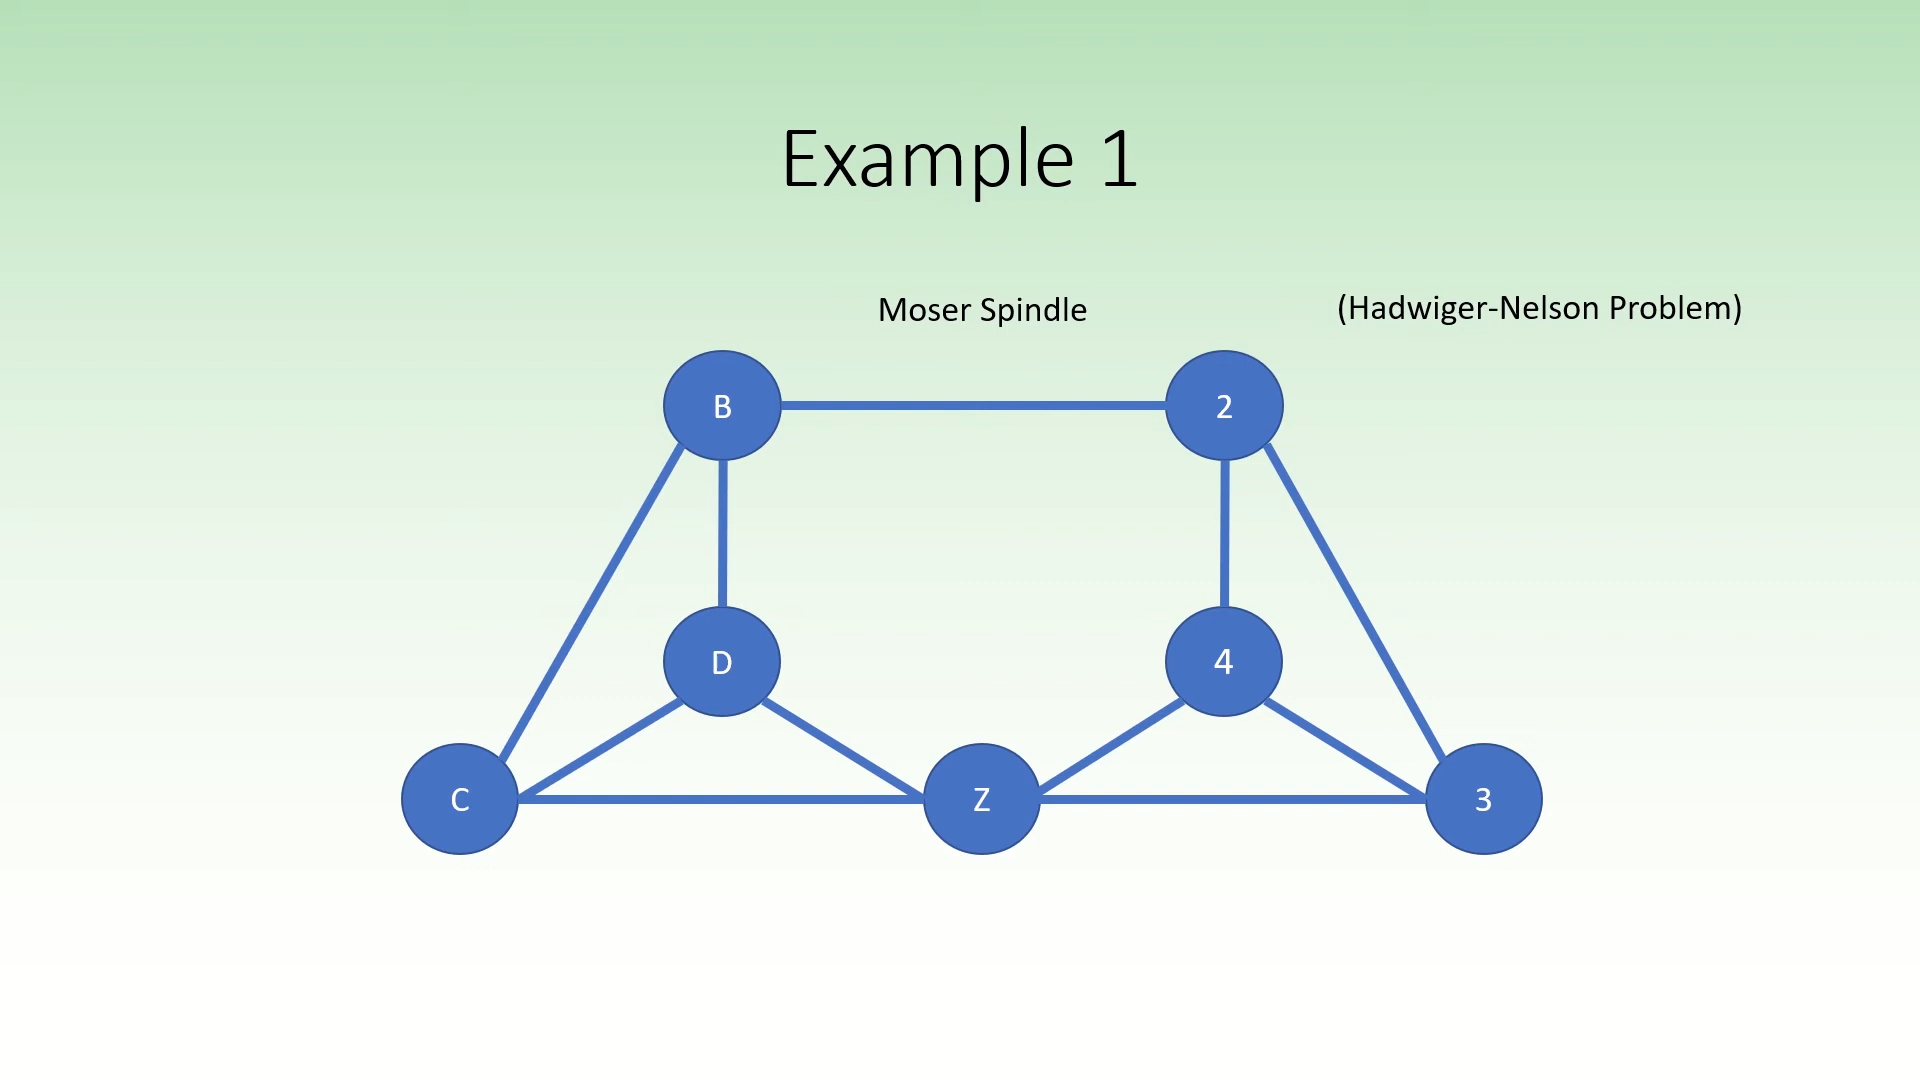 Example 1
Moser Spindle
(Hadwiger-Nelson Problem)
B
2
D
4
C
Z
3